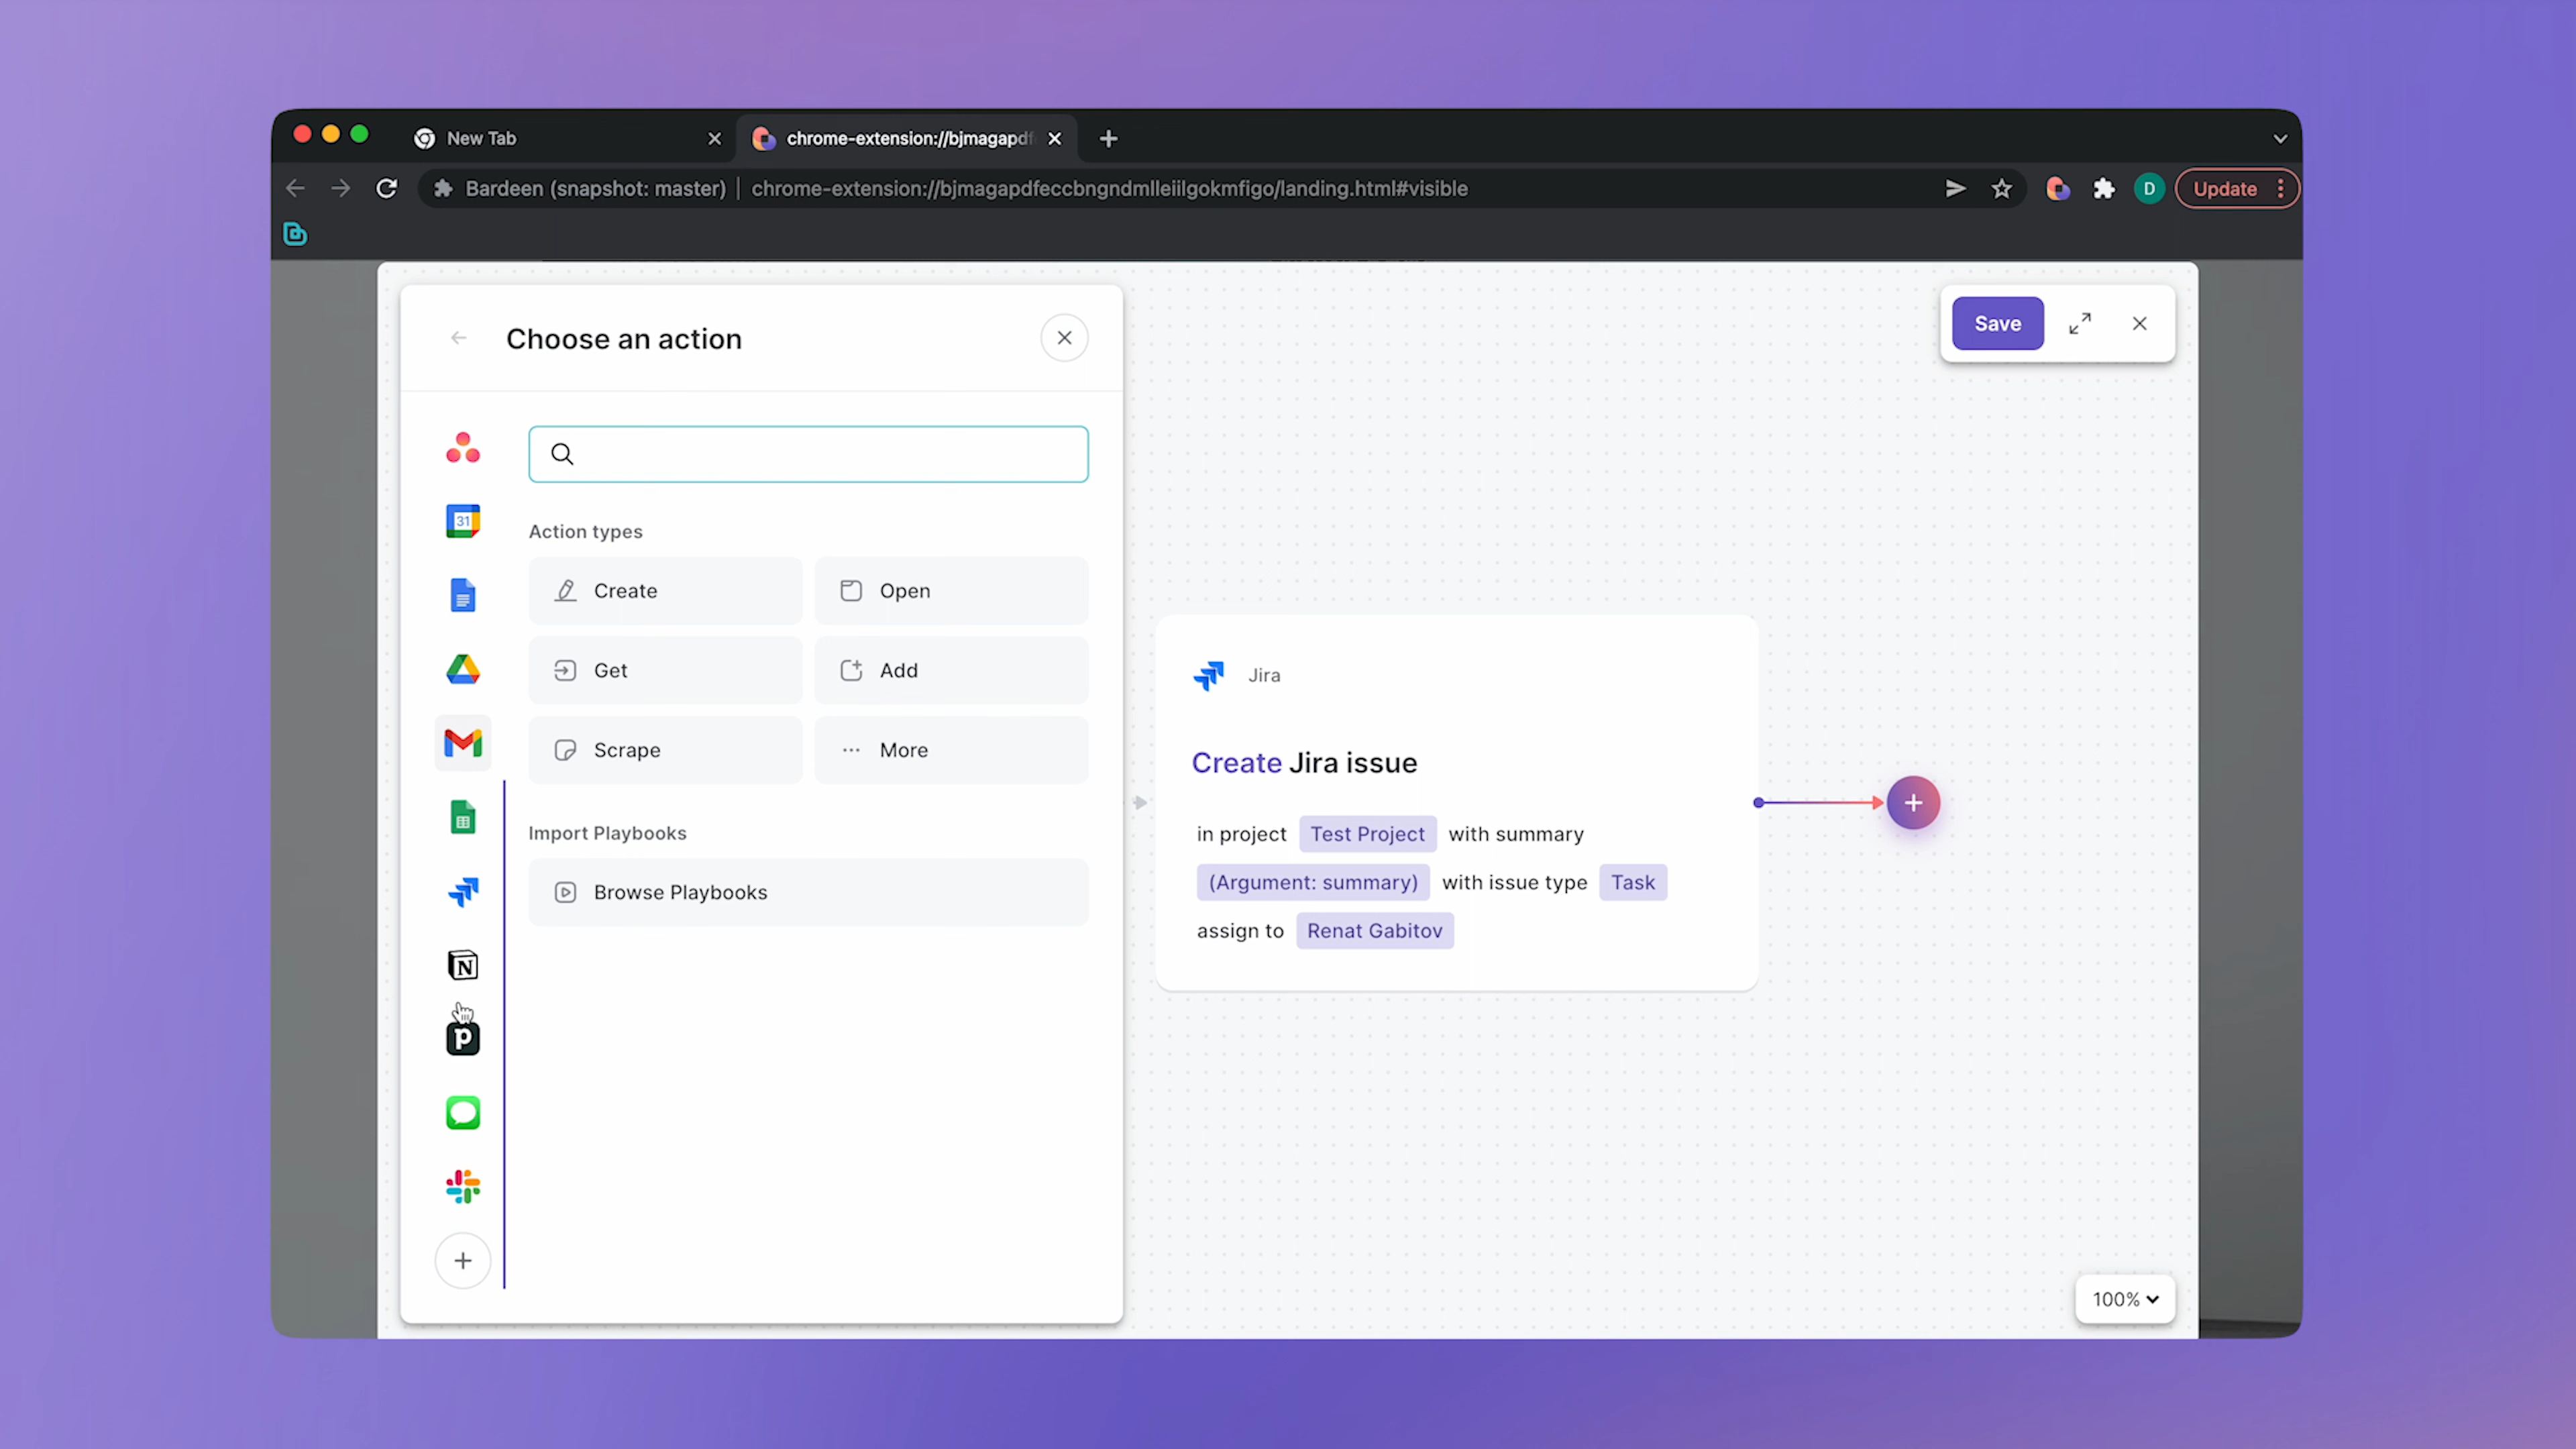 New Tab
chrome-extension://bjmagapdf
Bardeen (snapshot: master) | chrome-extension://bjmagapdfeccbngndmlleiilgokmfigo/landing.html#visible
D
Update
Choose an action
Save
31
Action types
Create
Open
Get
Add
Scrape
More
Import Playbooks
Browse Playbooks
Jira
Create Jira issue
in project Test Project with summary
(Argument: summary) with issue type Task
assign to Renat Gabitov
N
p
100%